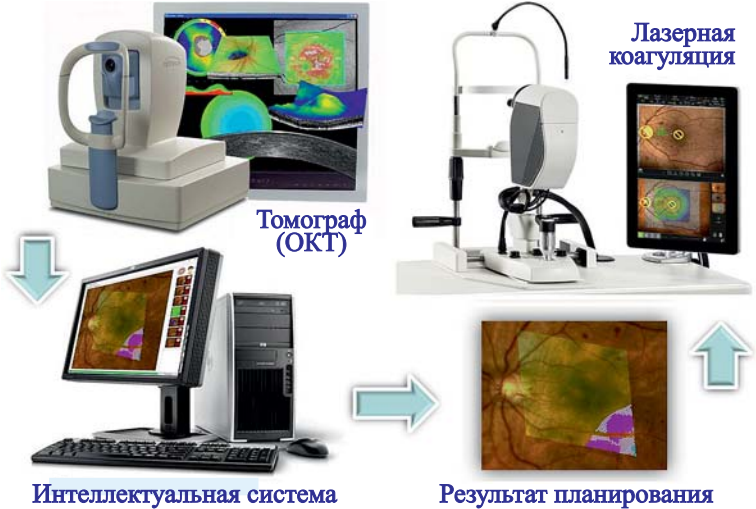 Лазерная
коагуляция
Томограф
(ОКТ)
Интеллектуальная система
Результат планирования